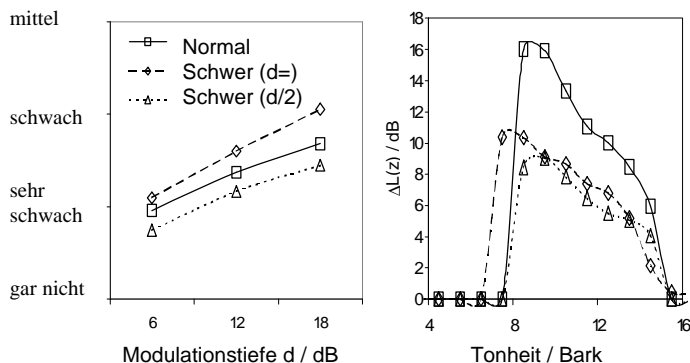 mittel
schwach
sehr
schwach
gar nicht
Normal
Schwer (d=)
Schwer (d/2)
6 12 18
Modulationstiefe d / dB
18
16
14
12
10
8
6
4
2
0
ΔL(z) / dB
4 8 12 16
Tonheit / Bark